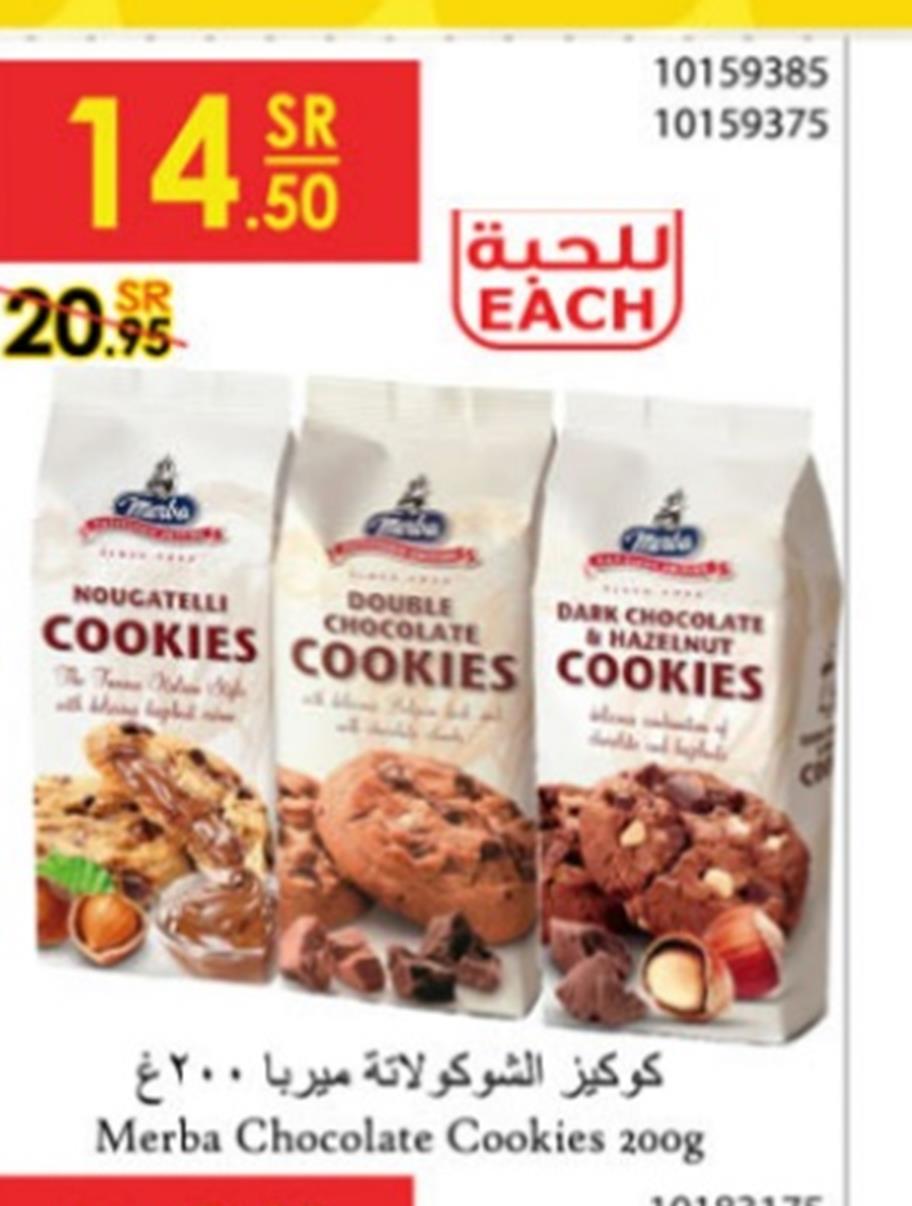 10159385
10159375
14.50 SR
للحبة
EACH
20.95 SR
Merba
NOUGATELLI
COOKIES
Merba
DOUBLE
CHOCOLATE
COOKIES
Merba
DARK CHOCOLATE
& HAZELNUT
COOKIES
كوكيز الشوكولاتة ميربا ٢٠٠غ
Merba Chocolate Cookies 200g